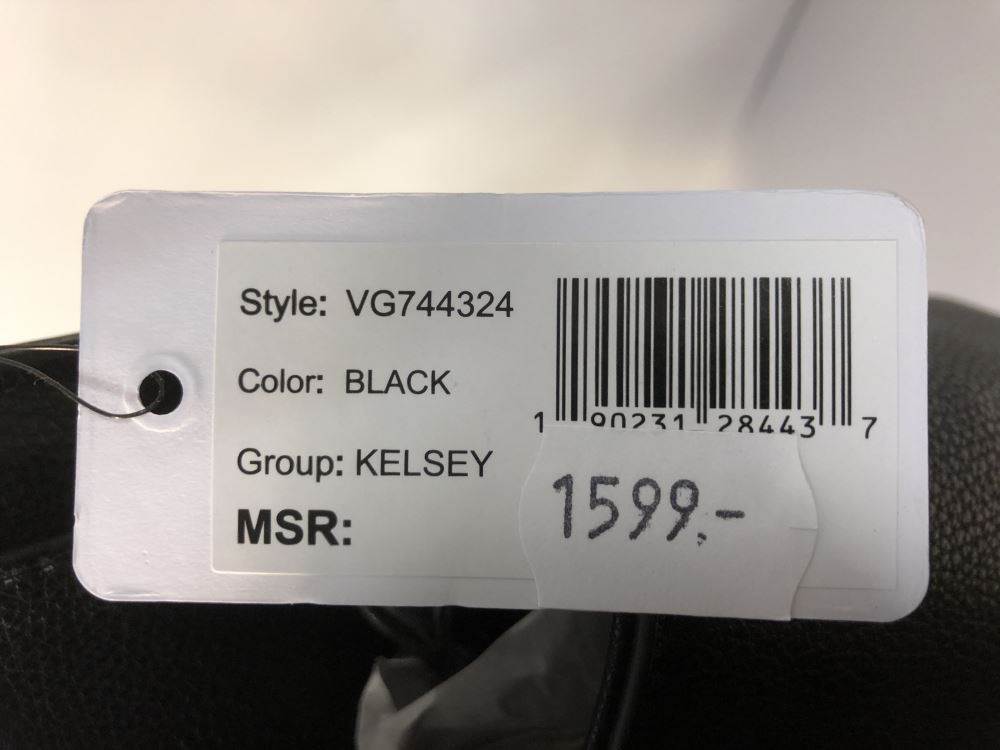 Style: VG744324
Color: BLACK
Group: KELSEY
MSR:
1 90231 28443 7
1599.-